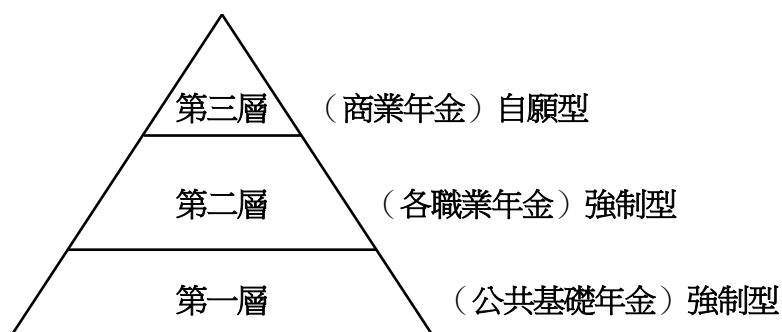 第三層 （商業年金）自願型
第二層 （各職業年金）強制型
第一層 （公共基礎年金）強制型